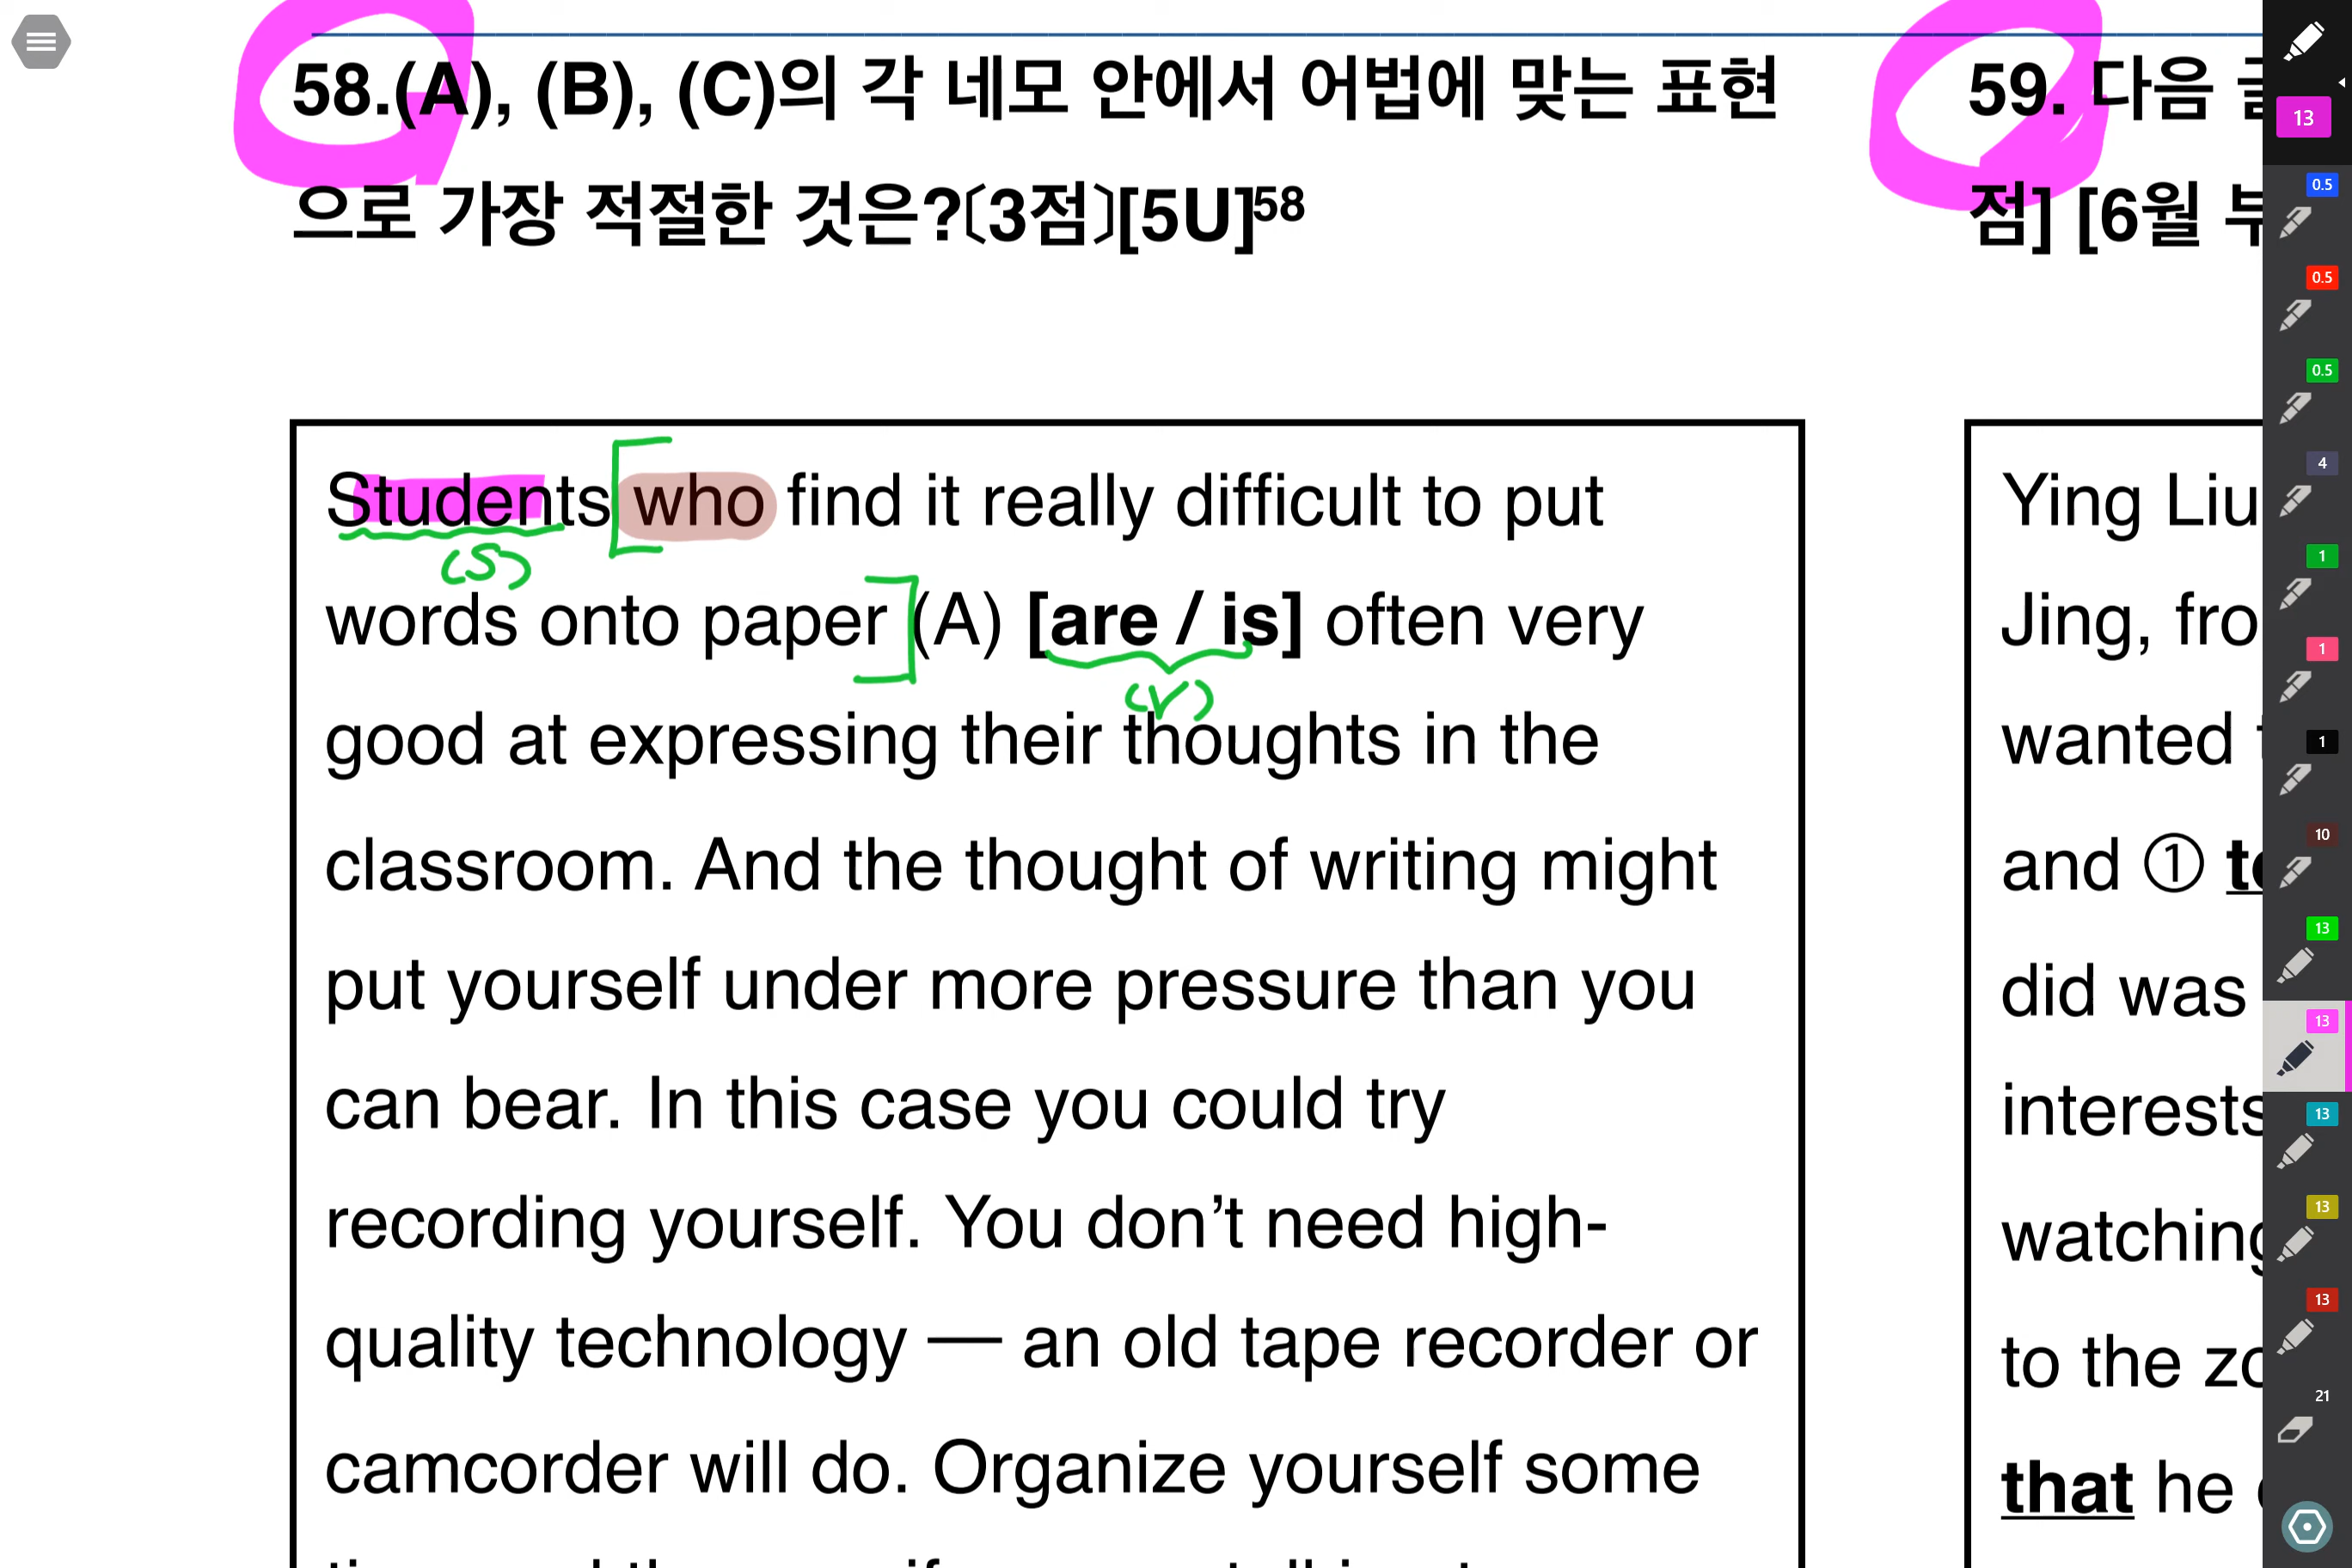 58.(A), (B), (C)의 각 네모 안에서 어법에 맞는 표현
으로 가장 적절한 것은?〔3점〕[5U]58
Students who find it really difficult to put
(S)
words onto paper (A) [are / is] often very
(V)
good at expressing their thoughts in the
classroom. And the thought of writing might
put yourself under more pressure than you
can bear. In this case you could try
recording yourself. You don’t need high-
quality technology — an old tape recorder or
camcorder will do. Organize yourself some
59. 다음
점] [6월
Ying Liu
Jing, fro
wanted
and ①
did was
interests
watching
to the zo
that he
13
0.5
0.5
0.5
4
1
1
1
10
13
13
13
13
13
21